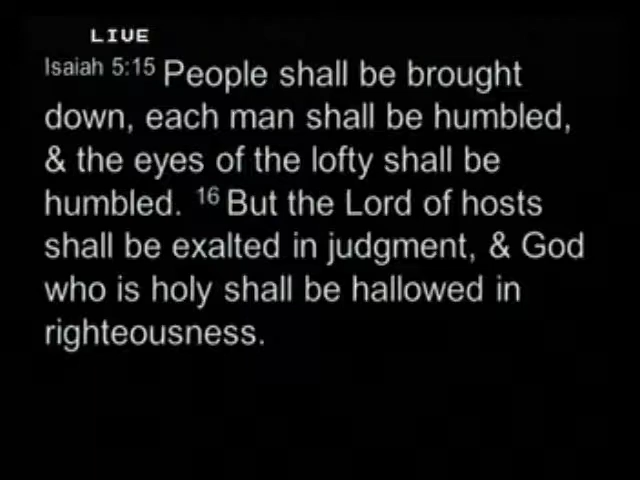 LIVE
Isaiah 5:15 People shall be brought
down, each man shall be humbled,
& the eyes of the lofty shall be
humbled. 16 But the Lord of hosts
shall be exalted in judgment, & God
who is holy shall be hallowed in
righteousness.